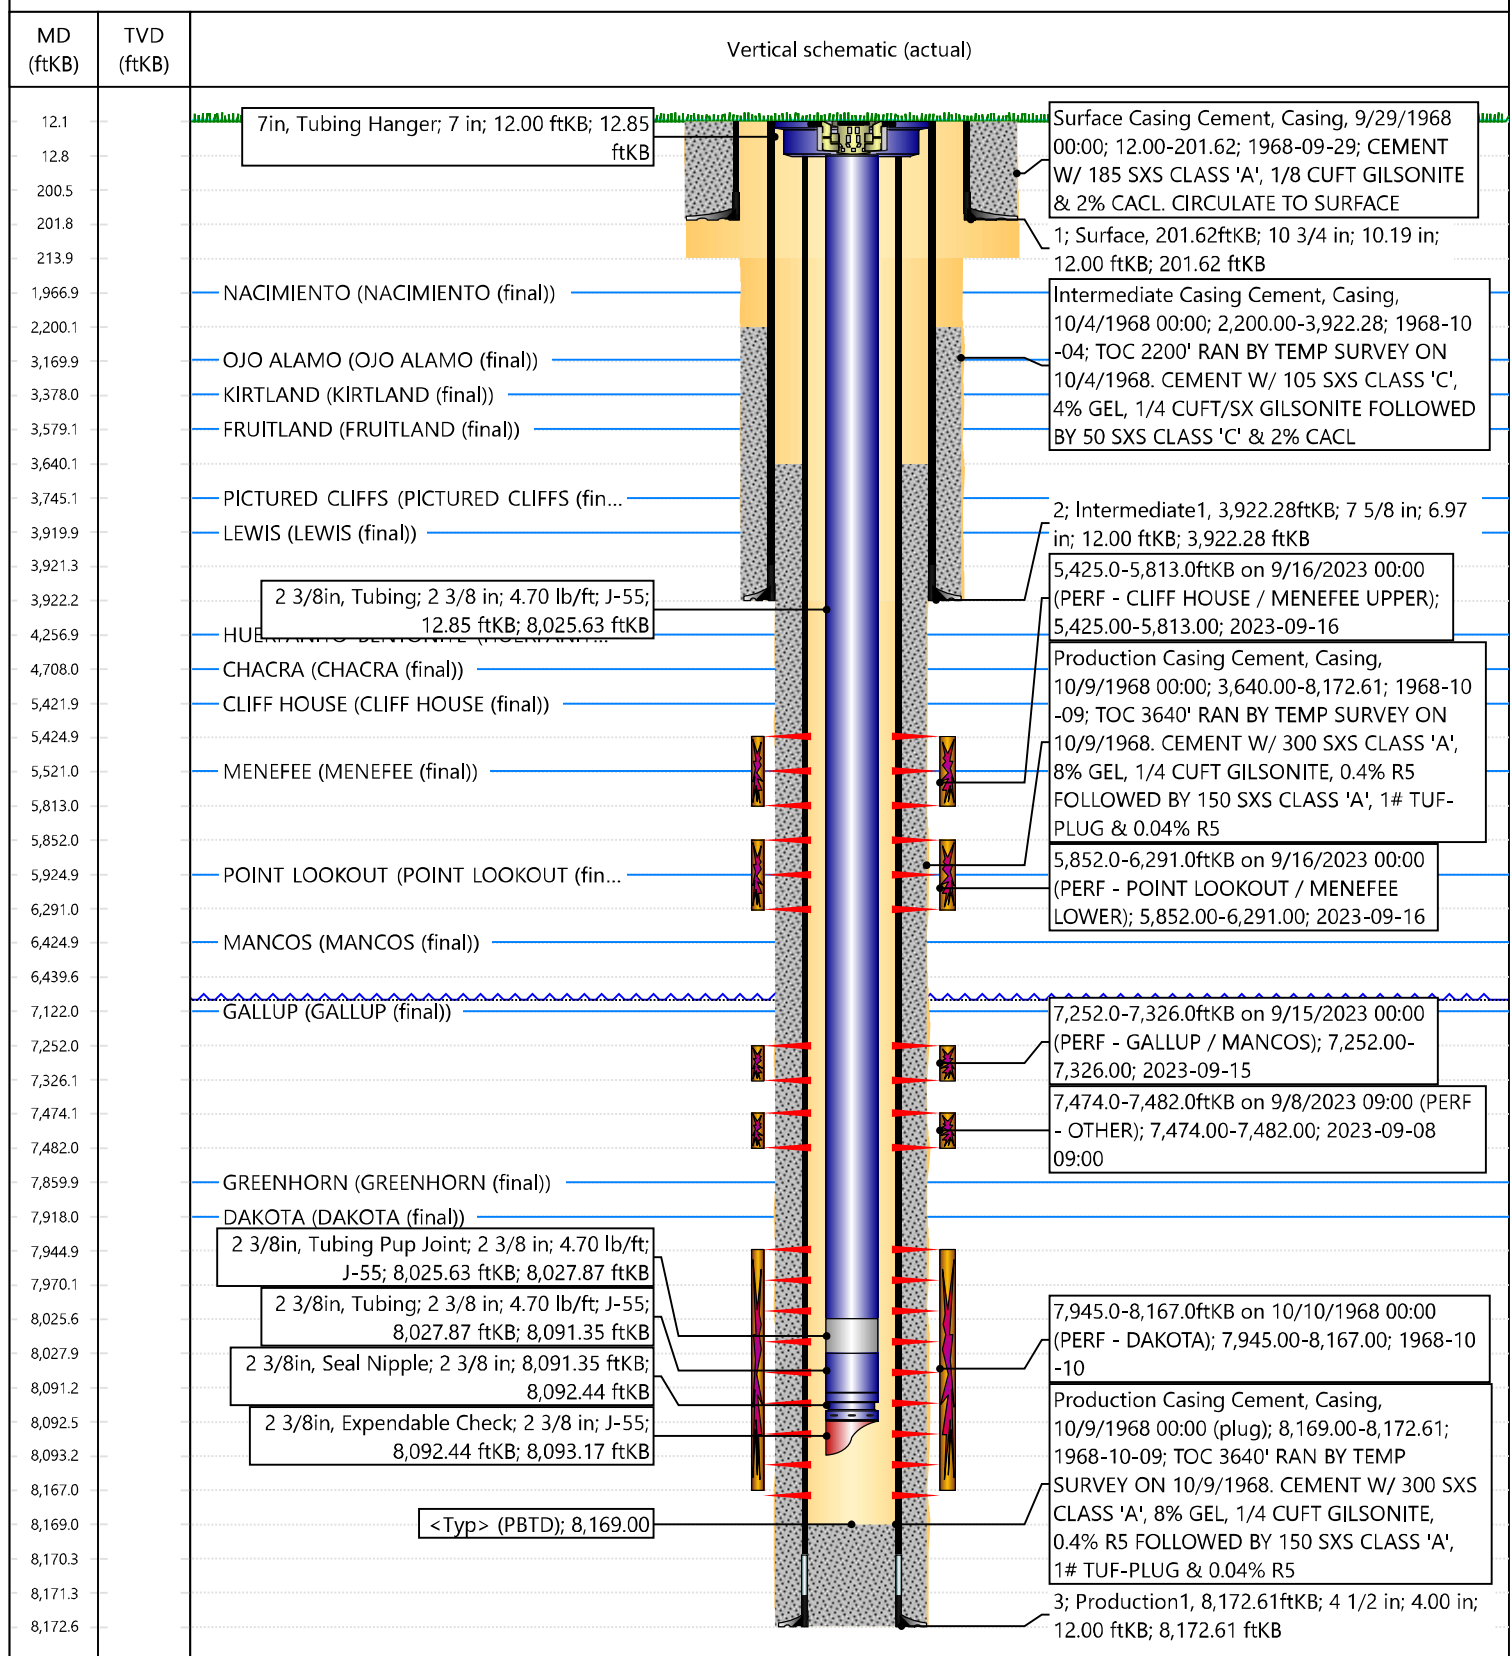 MD
(ftKB)
TVD
(ftKB)
Vertical schematic (actual)
12.1
12.8
200.5
201.8
213.9
1,966.9
2,200.1
3,169.9
3,378.0
3,579.1
3,640.1
3,745.1
3,919.9
3,921.3
3,922.2
4,256.9
4,708.0
5,421.9
5,424.9
5,521.0
5,813.0
5,852.0
5,924.9
6,291.0
6,424.9
6,439.6
7,122.0
7,252.0
7,326.1
7,474.1
7,482.0
7,859.9
7,918.0
7,944.9
7,970.1
8,025.6
8,027.9
8,091.2
8,092.5
8,093.2
8,167.0
8,169.0
8,170.3
8,171.3
8,172.6
7in, Tubing Hanger; 7 in; 12.00 ftKB; 12.85
ftKB
NACIMIENTO (NACIMIENTO (final))
OJO ALAMO (OJO ALAMO (final))
KIRTLAND (KIRTLAND (final))
FRUITLAND (FRUITLAND (final))
PICTURED CLIFFS (PICTURED CLIFFS (fin...
LEWIS (LEWIS (final))
2 3/8in, Tubing; 2 3/8 in; 4.70 lb/ft; J-55;
12.85 ftKB; 8,025.63 ftKB
CHACRA (CHACRA (final))
CLIFF HOUSE (CLIFF HOUSE (final))
MENEFEE (MENEFEE (final))
POINT LOOKOUT (POINT LOOKOUT (fin...
MANCOS (MANCOS (final))
GALLUP (GALLUP (final))
GREENHORN (GREENHORN (final))
DAKOTA (DAKOTA (final))
2 3/8in, Tubing Pup Joint; 2 3/8 in; 4.70 lb/ft;
J-55; 8,025.63 ftKB; 8,027.87 ftKB
2 3/8in, Tubing; 2 3/8 in; 4.70 lb/ft; J-55;
8,027.87 ftKB; 8,091.35 ftKB
2 3/8in, Seal Nipple; 2 3/8 in; 8,091.35 ftKB;
8,092.44 ftKB
2 3/8in, Expendable Check; 2 3/8 in; J-55;
8,092.44 ftKB; 8,093.17 ftKB
<Typ> (PBTD); 8,169.00
Surface Casing Cement, Casing, 9/29/1968
00:00; 12.00-201.62; 1968-09-29; CEMENT
W/ 185 SXS CLASS 'A', 1/8 CUFT GILSONITE
& 2% CACL. CIRCULATE TO SURFACE
1; Surface, 201.62ftKB; 10 3/4 in; 10.19 in;
12.00 ftKB; 201.62 ftKB
Intermediate Casing Cement, Casing,
10/4/1968 00:00; 2,200.00-3,922.28; 1968-10
-04; TOC 2200' RAN BY TEMP SURVEY ON
10/4/1968. CEMENT W/ 105 SXS CLASS 'C',
4% GEL, 1/4 CUFT/SX GILSONITE FOLLOWED
BY 50 SXS CLASS 'C' & 2% CACL
2; Intermediate1, 3,922.28ftKB; 7 5/8 in; 6.97
in; 12.00 ftKB; 3,922.28 ftKB
5,425.0-5,813.0ftKB on 9/16/2023 00:00
(PERF - CLIFF HOUSE / MENEFEE UPPER);
5,425.00-5,813.00; 2023-09-16
Production Casing Cement, Casing,
10/9/1968 00:00; 3,640.00-8,172.61; 1968-10
-09; TOC 3640' RAN BY TEMP SURVEY ON
10/9/1968. CEMENT W/ 300 SXS CLASS 'A',
8% GEL, 1/4 CUFT GILSONITE, 0.4% R5
FOLLOWED BY 150 SXS CLASS 'A', 1# TUF-
PLUG & 0.04% R5
5,852.0-6,291.0ftKB on 9/16/2023 00:00
(PERF - POINT LOOKOUT / MENEFEE
LOWER); 5,852.00-6,291.00; 2023-09-16
7,252.0-7,326.0ftKB on 9/15/2023 00:00
(PERF - GALLUP / MANCOS); 7,252.00-
7,326.00; 2023-09-15
7,474.0-7,482.0ftKB on 9/8/2023 09:00 (PERF
- OTHER); 7,474.00-7,482.00; 2023-09-08
09:00
7,945.0-8,167.0ftKB on 10/10/1968 00:00
(PERF - DAKOTA); 7,945.00-8,167.00; 1968-10
-10
Production Casing Cement, Casing,
10/9/1968 00:00 (plug); 8,169.00-8,172.61;
1968-10-09; TOC 3640' RAN BY TEMP
SURVEY ON 10/9/1968. CEMENT W/ 300 SXS
CLASS 'A', 8% GEL, 1/4 CUFT GILSONITE,
0.4% R5 FOLLOWED BY 150 SXS CLASS 'A',
1# TUF-PLUG & 0.04% R5
3; Production1, 8,172.61ftKB; 4 1/2 in; 4.00 in;
12.00 ftKB; 8,172.61 ftKB